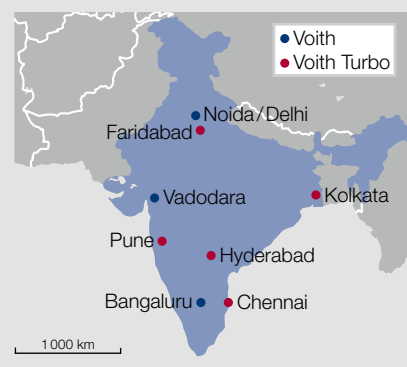 Voith
Voith Turbo
Noida/Delhi
Faridabad
Vadodara
Kolkata
Pune
Hyderabad
Bangaluru
Chennai
1 000 km